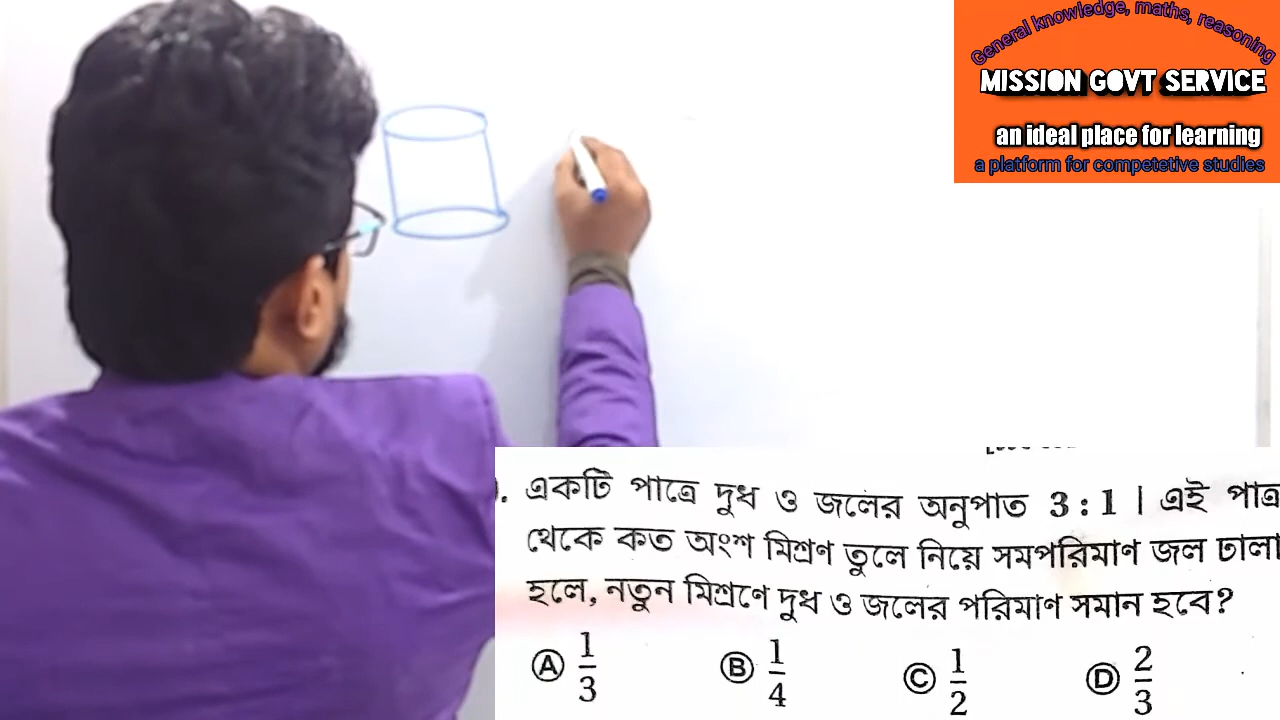 General knowledge, maths, reasoning
MISSION GOVT SERVICE
an ideal place for learning
a platform for competetive studies
একটি পাত্রে দুধ ও জলের অনুপাত 3 : 1 | এই পাত্র
থেকে কত অংশ মিশ্রণ তুলে নিয়ে সমপরিমাণ জল ঢালা
হলে, নতুন মিশ্রণে দুধ ও জলের পরিমাণ সমান হবে?
Ⓐ 1/3 Ⓑ 1/4 Ⓒ 1/2 Ⓓ 2/3